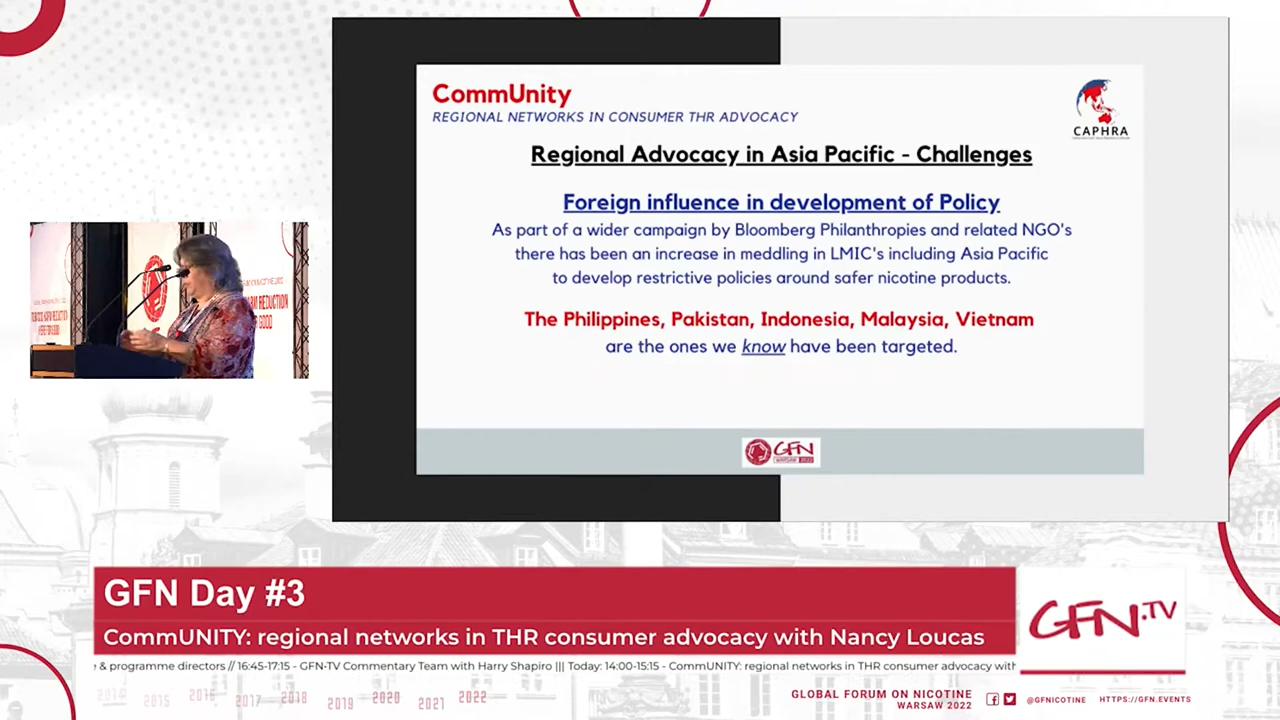 CommUnity
REGIONAL NETWORKS IN CONSUMER THR ADVOCACY
CAPHRA
Regional Advocacy in Asia Pacific - Challenges
Foreign influence in development of Policy
As part of a wider campaign by Bloomberg Philanthropies and related NGO's
there has been an increase in meddling in LMIC's including Asia Pacific
to develop restrictive policies around safer nicotine products.
The Philippines, Pakistan, Indonesia, Malaysia, Vietnam
are the ones we know have been targeted.
GFN
WARSAW 2022
GFN Day #3
CommUNITY: regional networks in THR consumer advocacy with Nancy Loucas
GFN.TV
& programme directors // 16:45-17:15 - GFN•TV Commentary Team with Harry Shapiro ||| Today: 14:00-15:15 - CommUNITY: regional networks in THR consumer advocacy with
2014 2015 2016 2017 2018 2019 2020 2021 2022
GLOBAL FORUM ON NICOTINE
WARSAW 2022
@GFNICOTINE
HTTPS://GFN.EVENTS